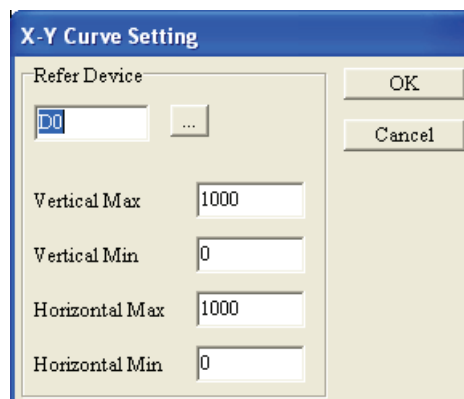 X-Y Curve Setting
Refer Device
D0
...
OK
Cancel
Vertical Max
1000
Vertical Min
0
Horizontal Max
1000
Horizontal Min
0